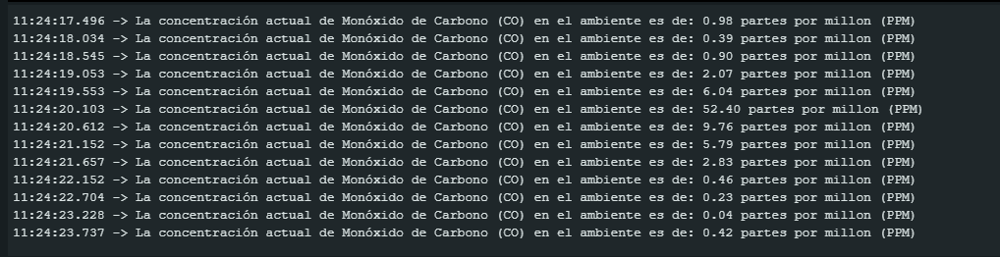 11:24:17.496 -> La concentración actual de Monóxido de Carbono (CO) en el ambiente es de: 0.98 partes por millon (PPM)
11:24:18.034 -> La concentración actual de Monóxido de Carbono (CO) en el ambiente es de: 0.39 partes por millon (PPM)
11:24:18.545 -> La concentración actual de Monóxido de Carbono (CO) en el ambiente es de: 0.90 partes por millon (PPM)
11:24:19.053 -> La concentración actual de Monóxido de Carbono (CO) en el ambiente es de: 2.07 partes por millon (PPM)
11:24:19.553 -> La concentración actual de Monóxido de Carbono (CO) en el ambiente es de: 6.04 partes por millon (PPM)
11:24:20.103 -> La concentración actual de Monóxido de Carbono (CO) en el ambiente es de: 52.40 partes por millon (PPM)
11:24:20.612 -> La concentración actual de Monóxido de Carbono (CO) en el ambiente es de: 9.76 partes por millon (PPM)
11:24:21.152 -> La concentración actual de Monóxido de Carbono (CO) en el ambiente es de: 5.79 partes por millon (PPM)
11:24:21.657 -> La concentración actual de Monóxido de Carbono (CO) en el ambiente es de: 2.83 partes por millon (PPM)
11:24:22.152 -> La concentración actual de Monóxido de Carbono (CO) en el ambiente es de: 0.46 partes por millon (PPM)
11:24:22.704 -> La concentración actual de Monóxido de Carbono (CO) en el ambiente es de: 0.23 partes por millon (PPM)
11:24:23.228 -> La concentración actual de Monóxido de Carbono (CO) en el ambiente es de: 0.04 partes por millon (PPM)
11:24:23.737 -> La concentración actual de Monóxido de Carbono (CO) en el ambiente es de: 0.42 partes por millon (PPM)